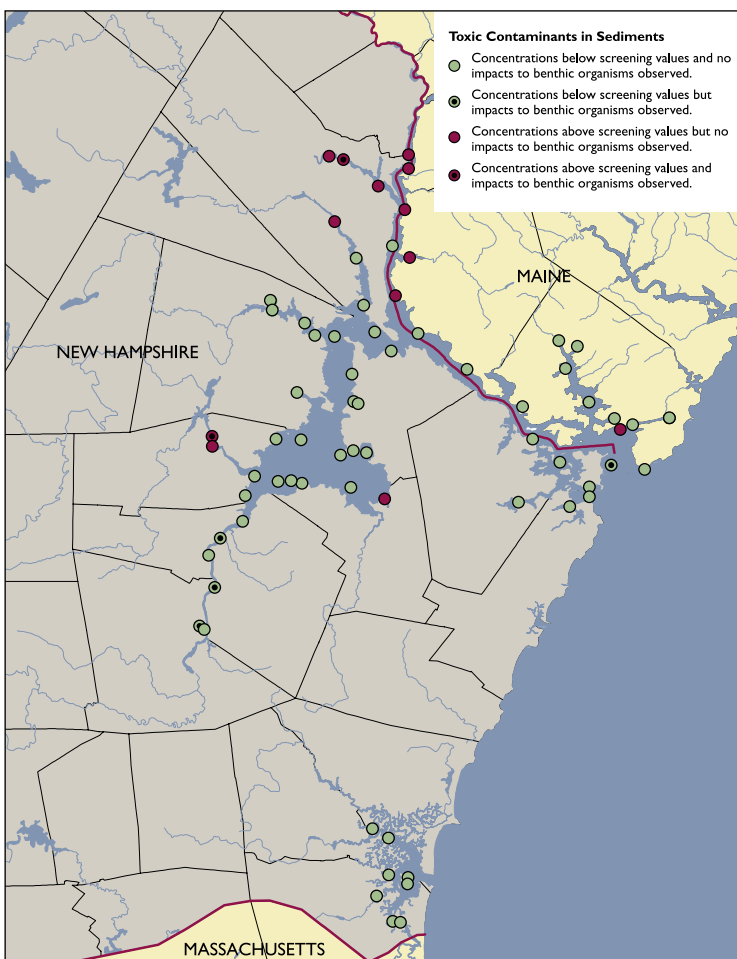 Toxic Contaminants in Sediments
Concentrations below screening values and no
impacts to benthic organisms observed.
Concentrations below screening values but
impacts to benthic organisms observed.
Concentrations above screening values but no
impacts to benthic organisms observed.
Concentrations above screening values and
impacts to benthic organisms observed.
MAINE
NEW HAMPSHIRE
MASSACHUSETTS